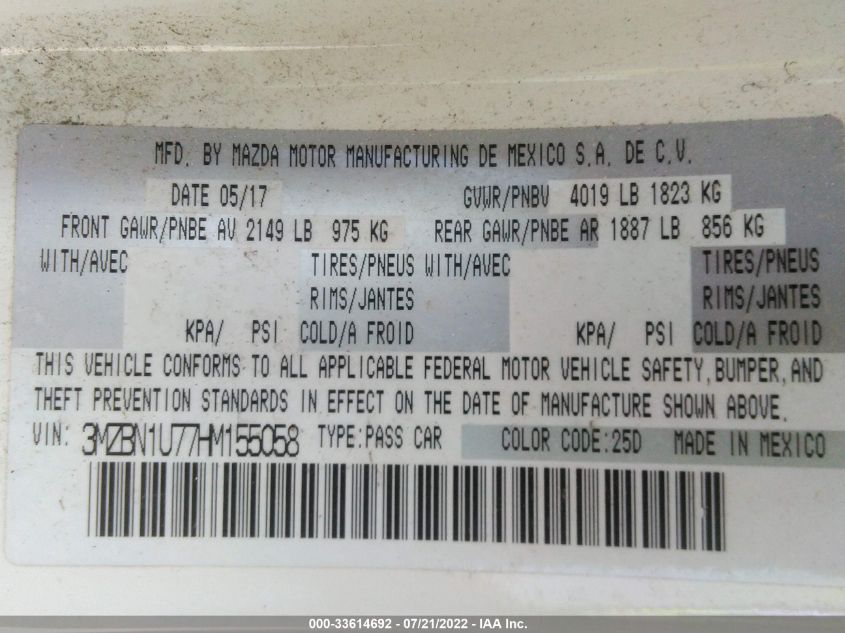 MFD. BY MAZDA MOTOR MANUFACTURING DE MEXICO S.A. DE C.V.
DATE 05/17 GVWR/PNBV 4019 LB 1823 KG
FRONT GAWR/PNBE AV 2149 LB 975 KG REAR GAWR/PNBE AR 1887 LB 856 KG
WITH/AVEC TIRES/PNEUS WITH/AVEC TIRES/PNEUS
RIMS/JANTES RIMS/JANTES
KPA/ PSI COLD/A FROID KPA/ PSI COLD/A FROID
THIS VEHICLE CONFORMS TO ALL APPLICABLE FEDERAL MOTOR VEHICLE SAFETY, BUMPER, AND
THEFT PREVENTION STANDARDS IN EFFECT ON THE DATE OF MANUFACTURE SHOWN ABOVE.
VIN: 3MZBN1U77HM155058 TYPE:PASS CAR COLOR CODE:25D MADE IN MEXICO
000-33614692 - 07/21/2022 - IAA Inc.